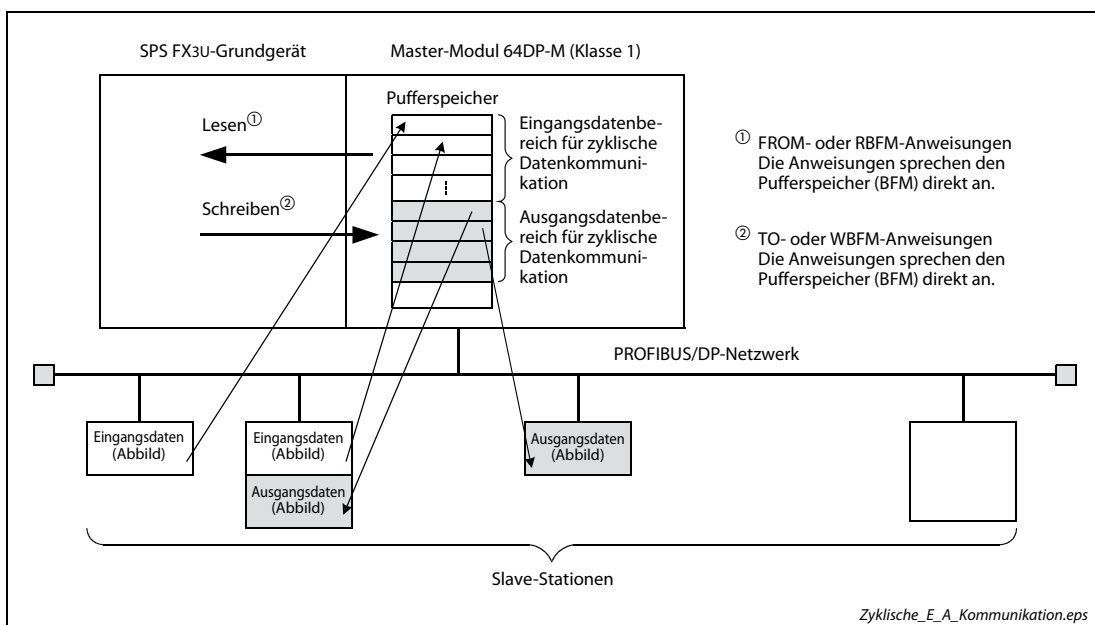 SPS FX3U-Grundgerät
Master-Modul 64DP-M (Klasse 1)
Pufferspeicher
Lesen①
Schreiben②
Eingangsdatenbe-
reich für zyklische
Datenkommuni-
kation
Ausgangsdatenbe-
reich für zyklische
Datenkommuni-
kation
① FROM- oder RBFM-Anweisungen
Die Anweisungen sprechen den
Pufferspeicher (BFM) direkt an.
② TO- oder WBFM-Anweisungen
Die Anweisungen sprechen den
Pufferspeicher (BFM) direkt an.
PROFIBUS/DP-Netzwerk
Eingangsdaten
(Abbild)
Eingangsdaten
(Abbild)
Ausgangsdaten
(Abbild)
Ausgangsdaten
(Abbild)
Slave-Stationen
Zyklische_E_A_Kommunikation.eps